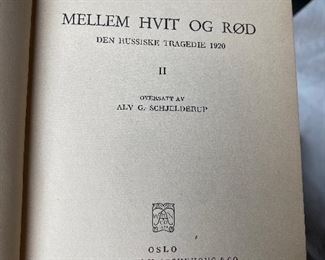 MELLEM HVIT OG RØD
DEN RUSSISKE TRAGEDIE 1920
II
OVERSATT AV
ALV G. SCHJELDERUP
OSLO